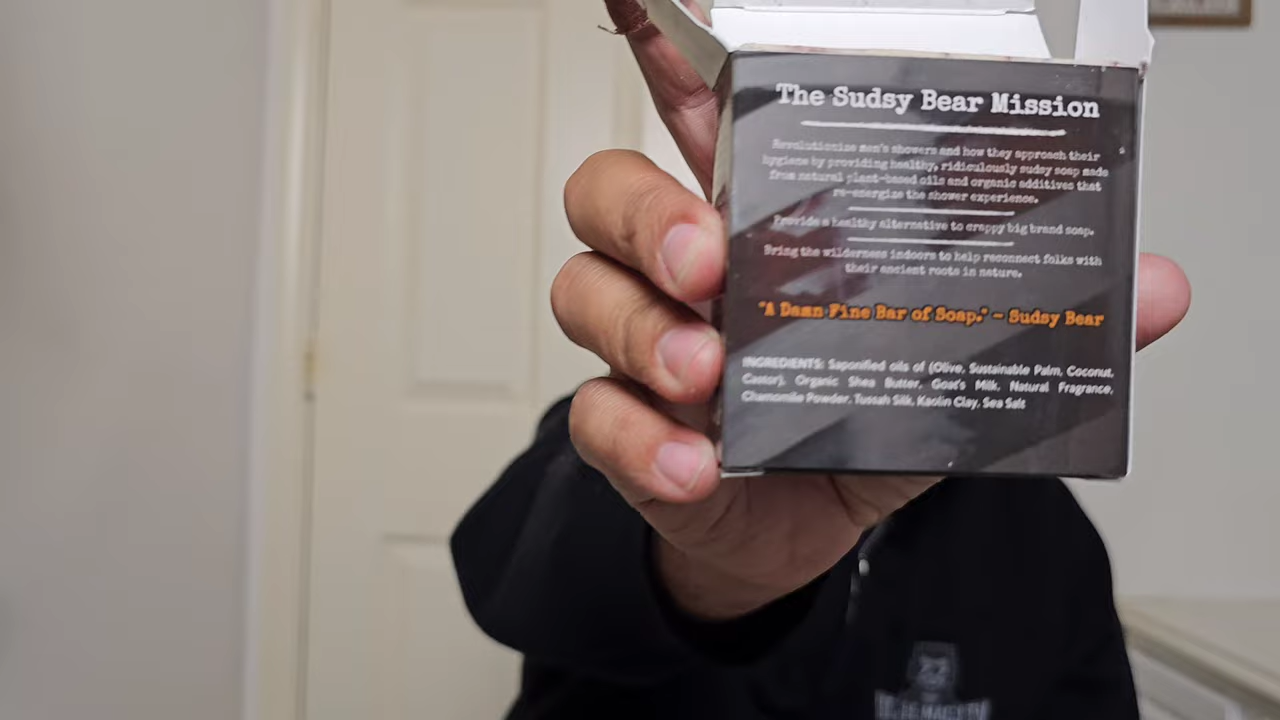 The Sudsy Bear Mission
Revolutionize men's showers and how they approach their
hygiene by providing healthy, ridiculously sudsy soap made
from natural plant-based oils and organic additives that
re-energize the shower experience.
Provide a healthy alternative to crappy big brand soap.
Bring the wilderness indoors to help reconnect folks with
their ancient roots in nature.
"A Damn Fine Bar of Soap." - Sudsy Bear
INGREDIENTS: Saponified oils of (Olive, Sustainable Palm, Coconut,
Castor), Organic Shea Butter, Goat's Milk, Natural Fragrance,
Chamomile Powder, Tussah Silk, Kaolin Clay, Sea Salt